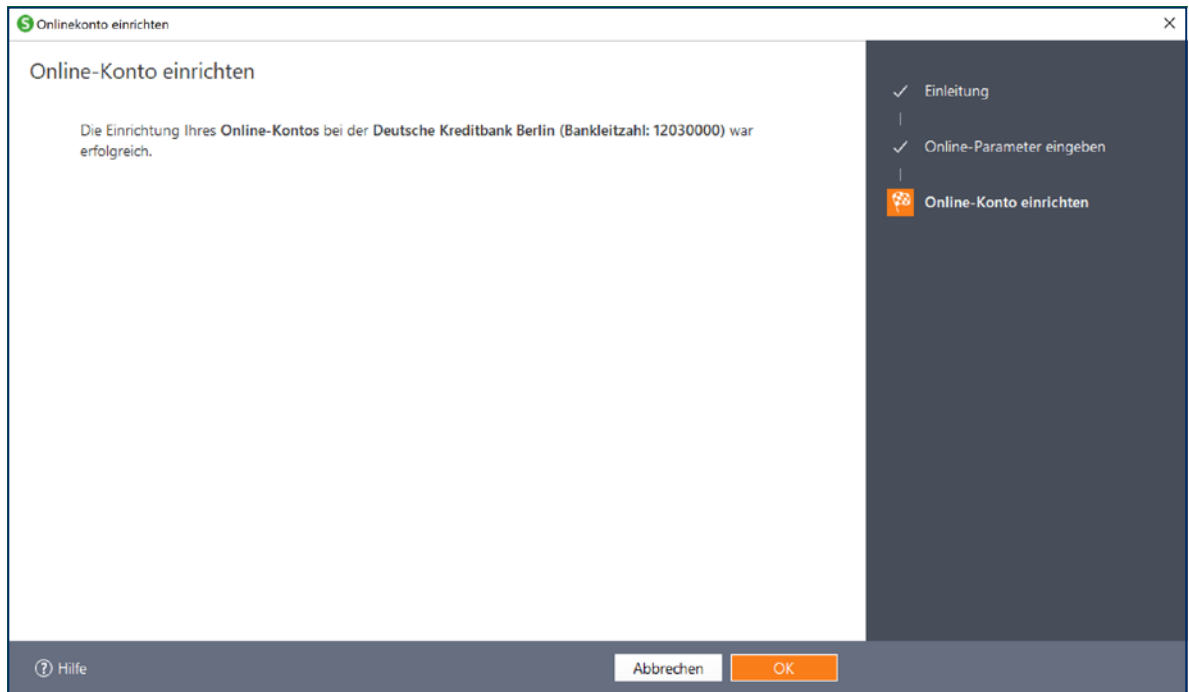 S Onlinekonto einrichten
Online-Konto einrichten
Die Einrichtung Ihres Online-Kontos bei der Deutsche Kreditbank Berlin (Bankleitzahl: 12030000) war
erfolgreich.
Einleitung
Online-Parameter eingeben
Online-Konto einrichten
? Hilfe
Abbrechen
OK